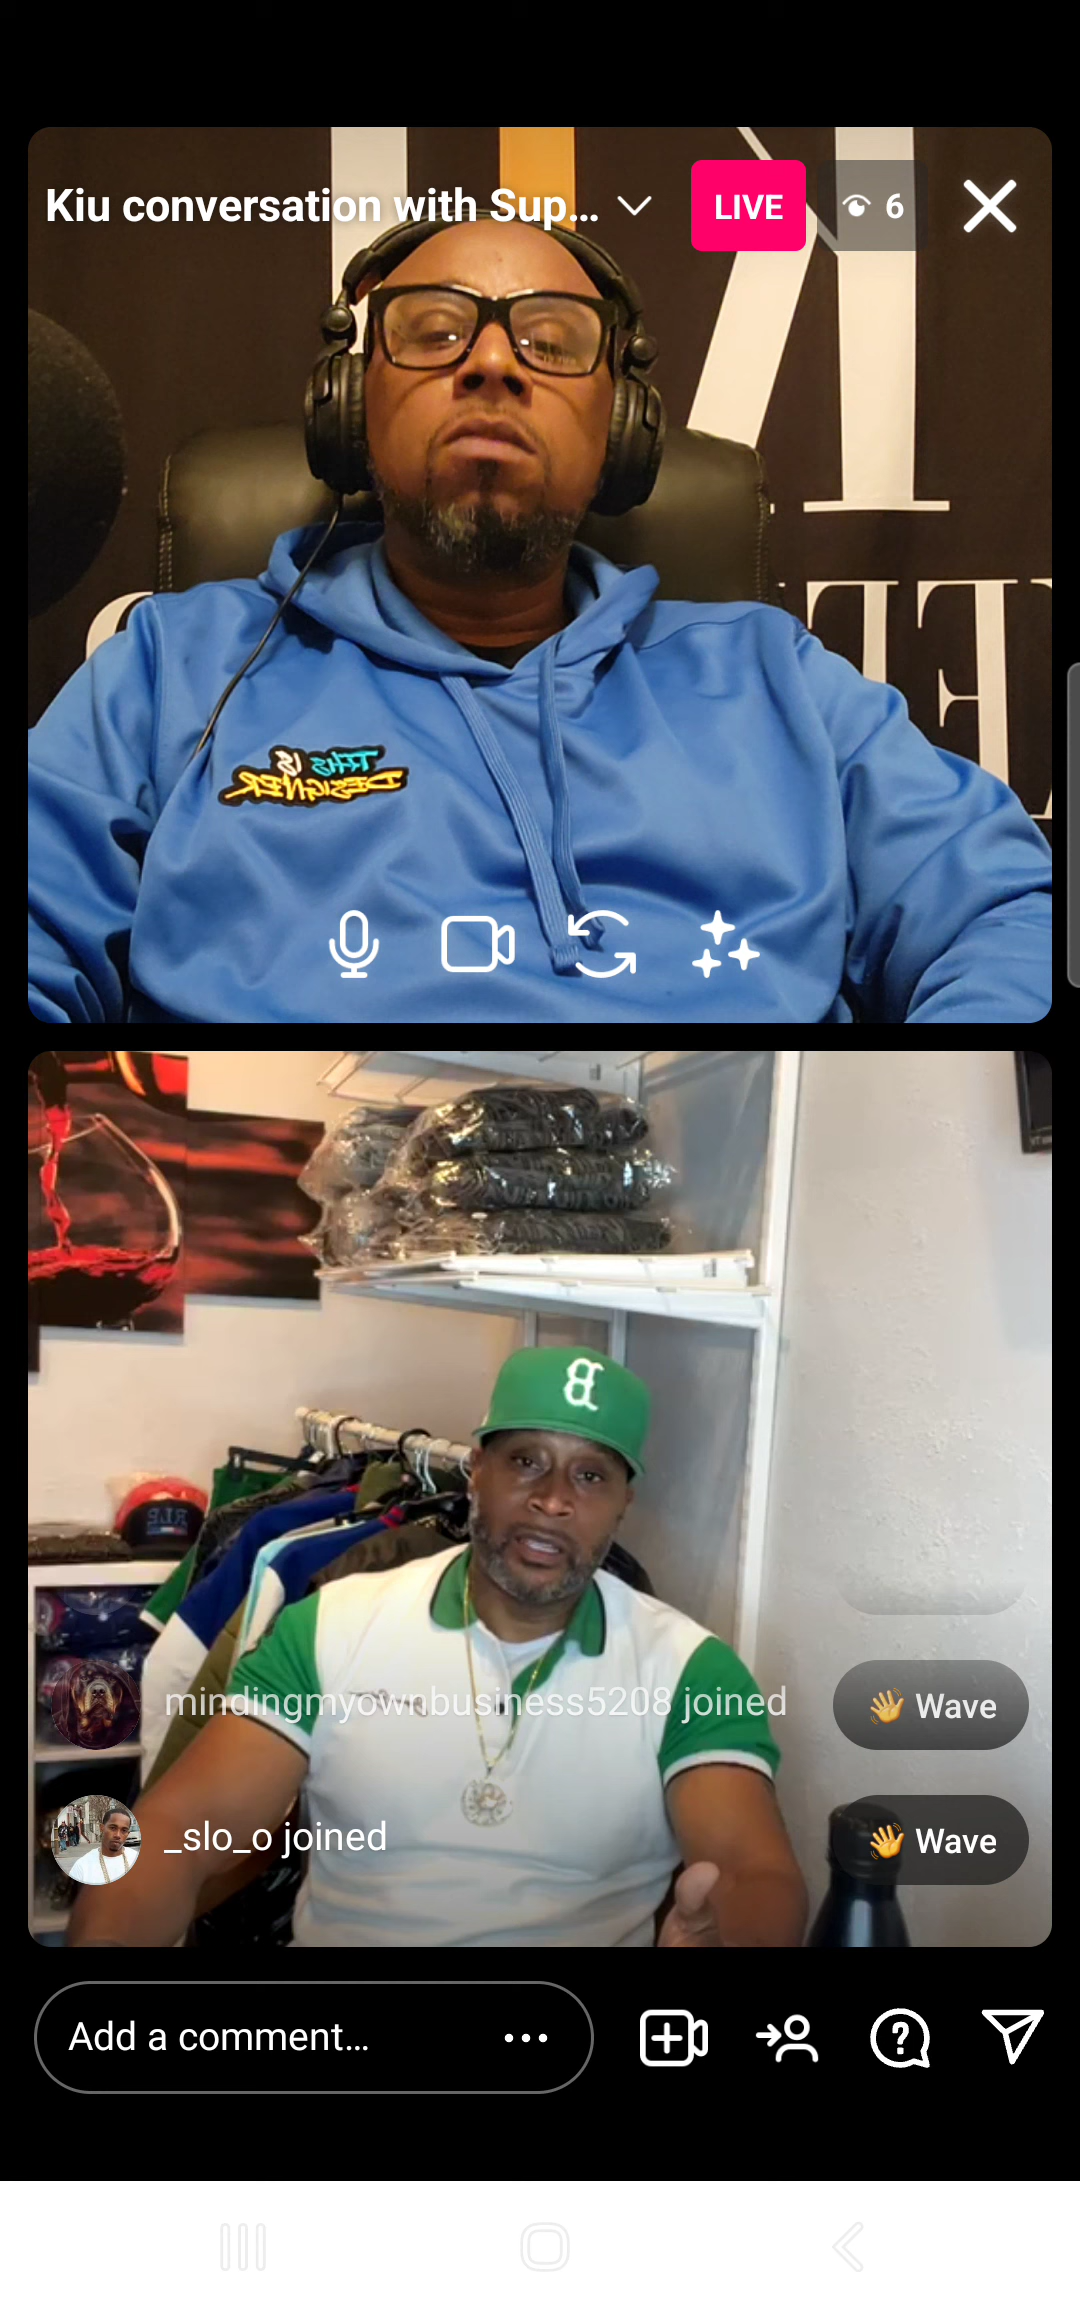 Kiu conversation with Sup...
LIVE
6
THIS IS
DESIGNER
B
mindingmyownbusiness5208 joined
Wave
_slo_o joined
Wave
Add a comment...